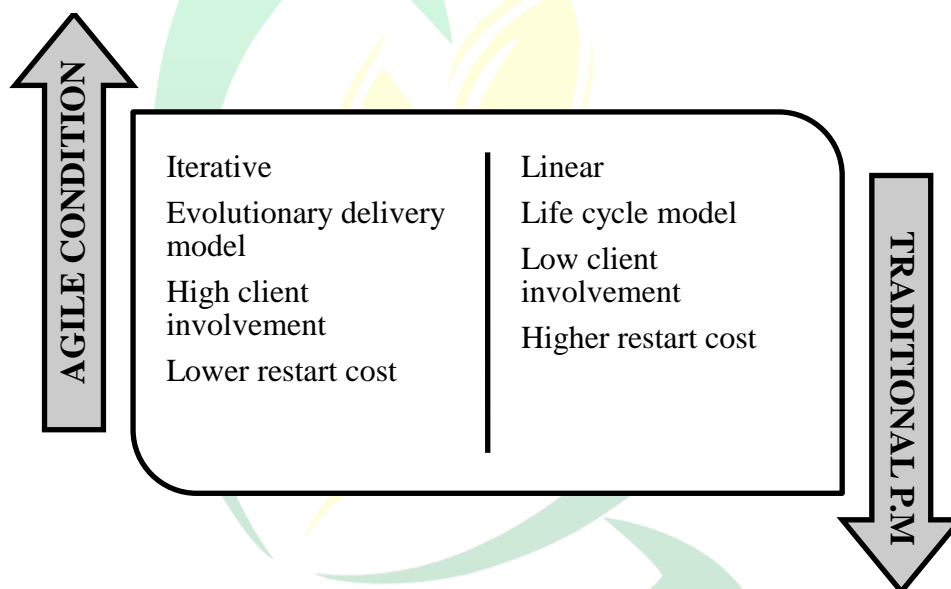 AGILE CONDITION
Iterative
Evolutionary delivery
model
High client
involvement
Lower restart cost
Linear
Life cycle model
Low client
involvement
Higher restart cost
TRADITIONAL P.M